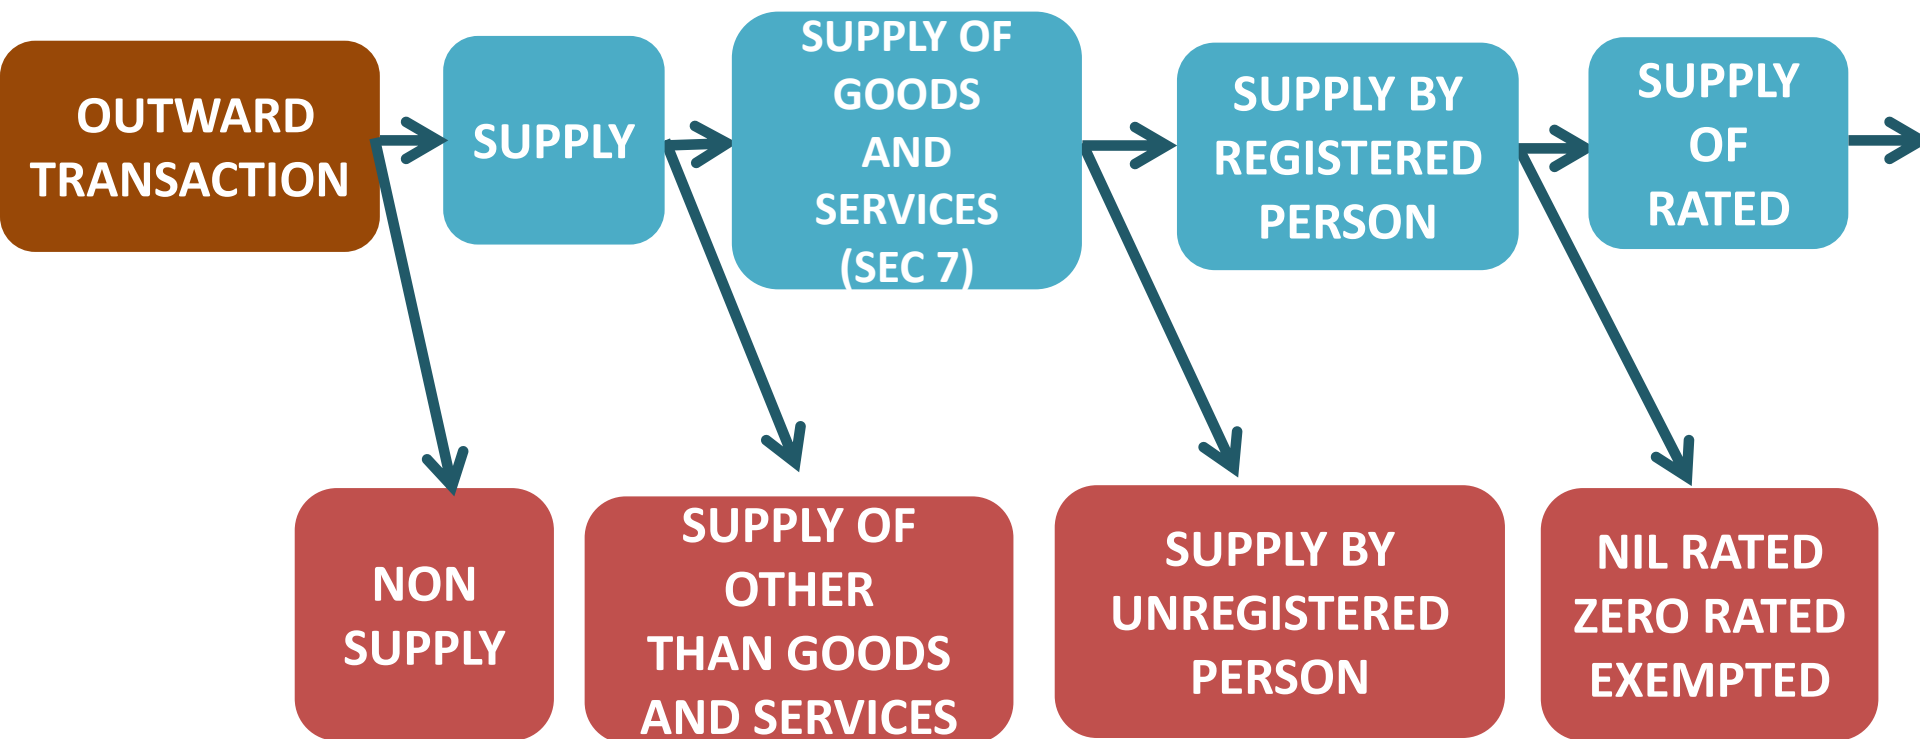 OUTWARD
TRANSACTION
SUPPLY
SUPPLY OF
GOODS
AND
SERVICES
(SEC 7)
SUPPLY BY
REGISTERED
PERSON
SUPPLY
OF
RATED
NON
SUPPLY
SUPPLY OF
OTHER
THAN GOODS
AND SERVICES
SUPPLY BY
UNREGISTERED
PERSON
NIL RATED
ZERO RATED
EXEMPTED